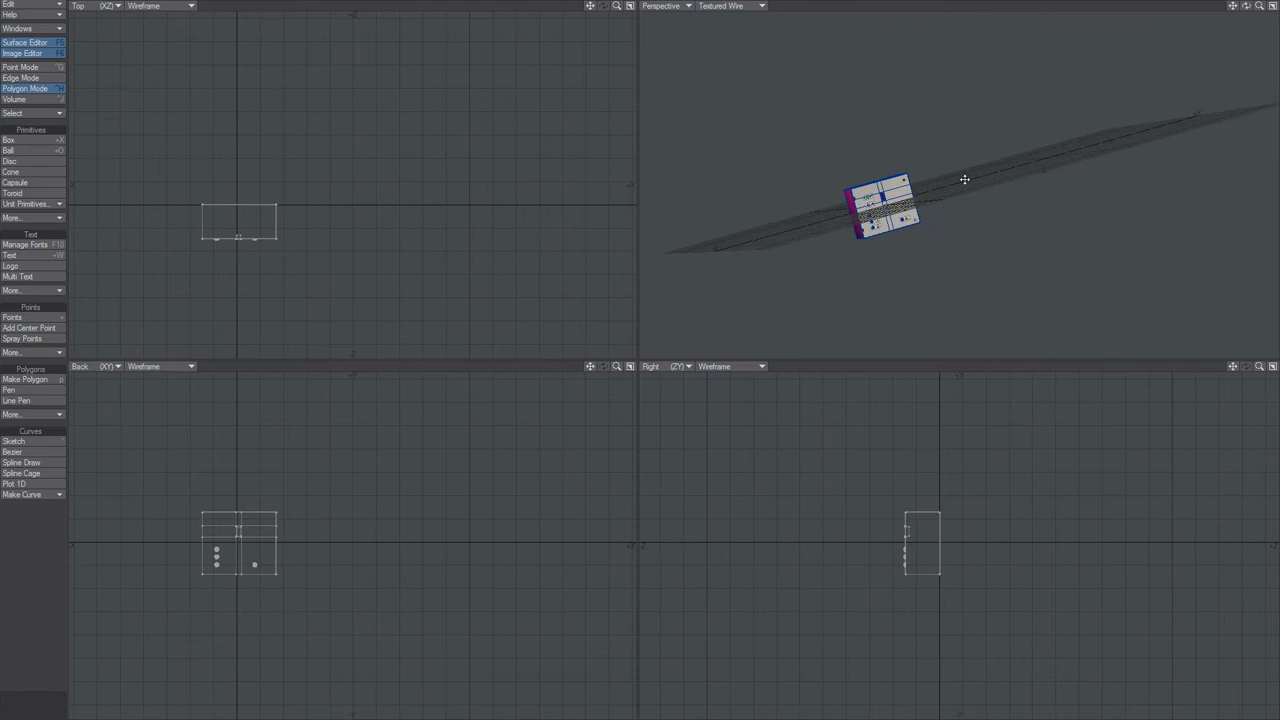 Edit
Help
Windows
Surface Editor F5
Image Editor F6
Point Mode ^G
Edge Mode
Polygon Mode ^H
Volume ^J
Select
Primitives
Box +X
Ball +O
Disc
Cone
Capsule
Toroid
Unit Primitives...
More...
Text
Manage Fonts F10
Text +W
Logo
Multi Text
More...
Points
Points +
Add Center Point
Spray Points
More...
Polygons
Make Polygon p
Pen
Line Pen
More...
Curves
Sketch
Bezier
Spline Draw
Spline Cage
Plot 1D
Make Curve
Top (XZ) Wireframe
Perspective Textured Wire
Back (XY) Wireframe
Right (ZY) Wireframe